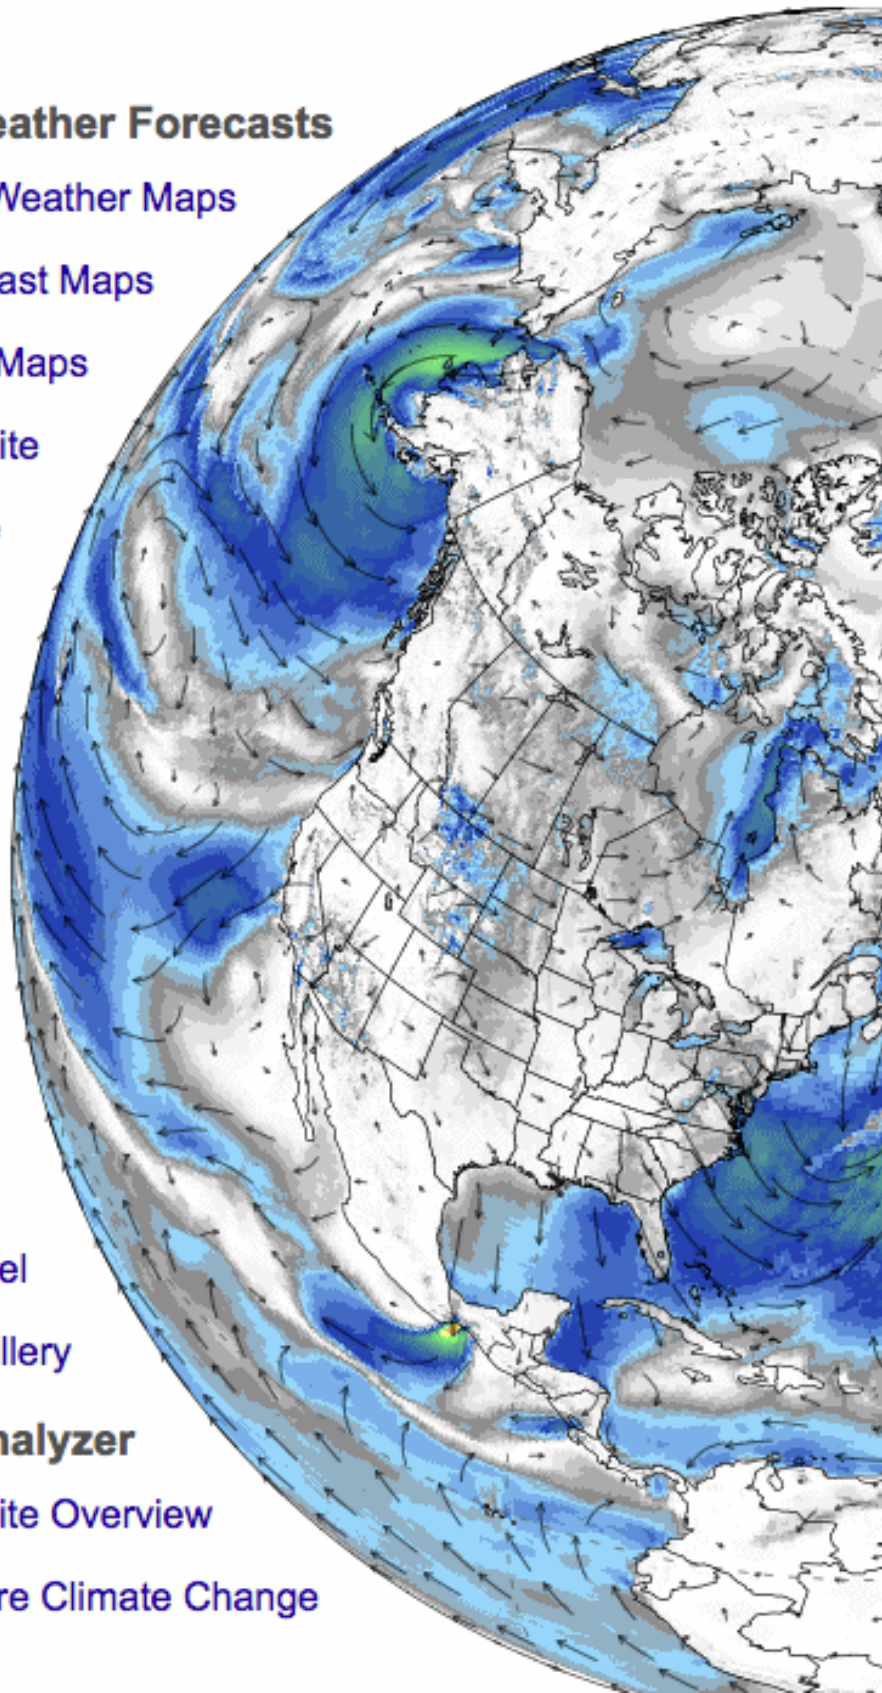 eather Forecasts
Weather Maps
ast Maps
Maps
ite
el
llery
nalyzer
ite Overview
re Climate Change